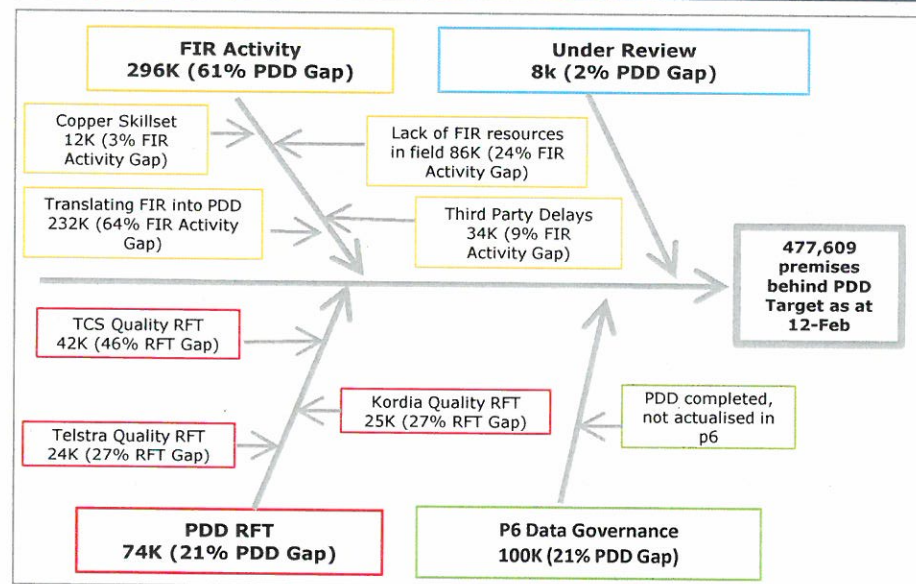 FIR Activity
296K (61% PDD Gap)
Under Review
8k (2% PDD Gap)
Copper Skillset
12K (3% FIR
Activity Gap)
Lack of FIR resources
in field 86K (24% FIR
Activity Gap)
Translating FIR into PDD
232K (64% FIR Activity
Gap)
Third Party Delays
34K (9% FIR
Activity Gap)
477,609
premises
behind PDD
Target as at
12-Feb
TCS Quality RFT
42K (46% RFT Gap)
Kordia Quality RFT
25K (27% RFT Gap)
PDD completed,
not actualised in
p6
Telstra Quality RFT
24K (27% RFT Gap)
PDD RFT
74K (21% PDD Gap)
P6 Data Governance
100K (21% PDD Gap)